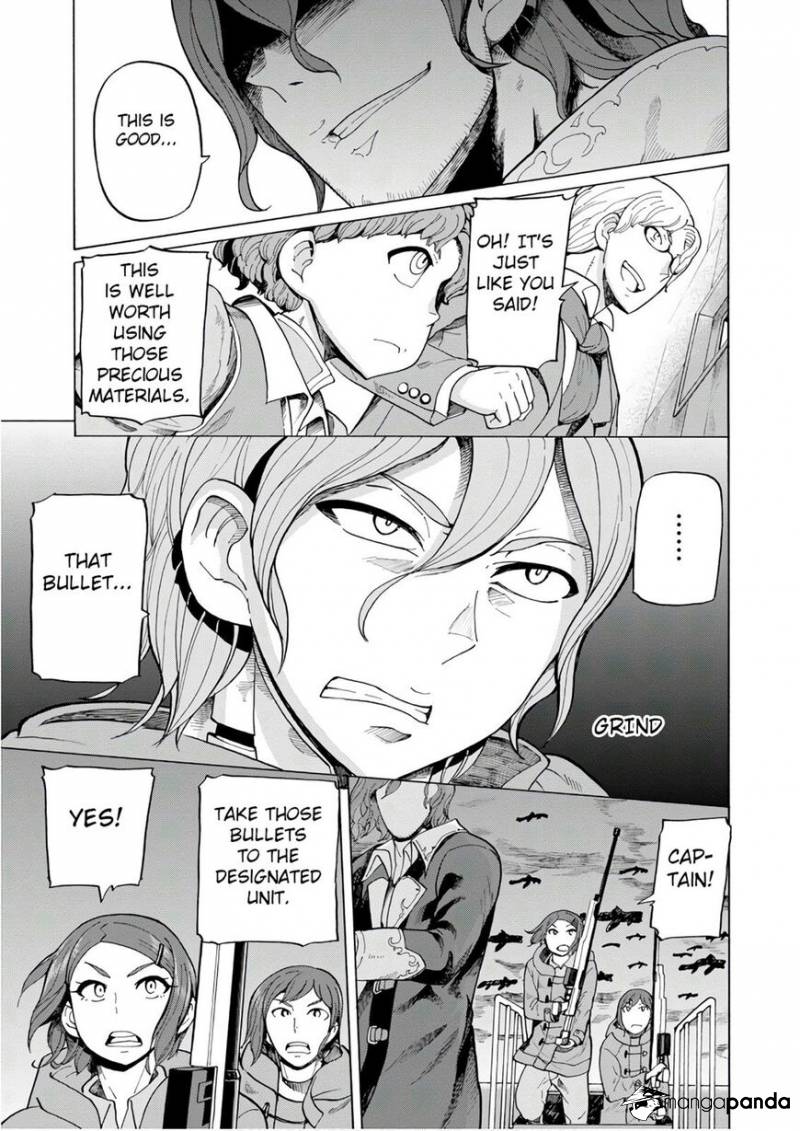 THIS IS
GOOD...
OH! IT'S
JUST
LIKE YOU
SAID!
THIS
IS WELL
WORTH
USING
THOSE
PRECIOUS
MATERIALS.
......
THAT
BULLET...
GRIND
CAP-
TAIN!
TAKE THOSE
BULLETS
TO THE
DESIGNATED
UNIT.
YES!
mangapanda